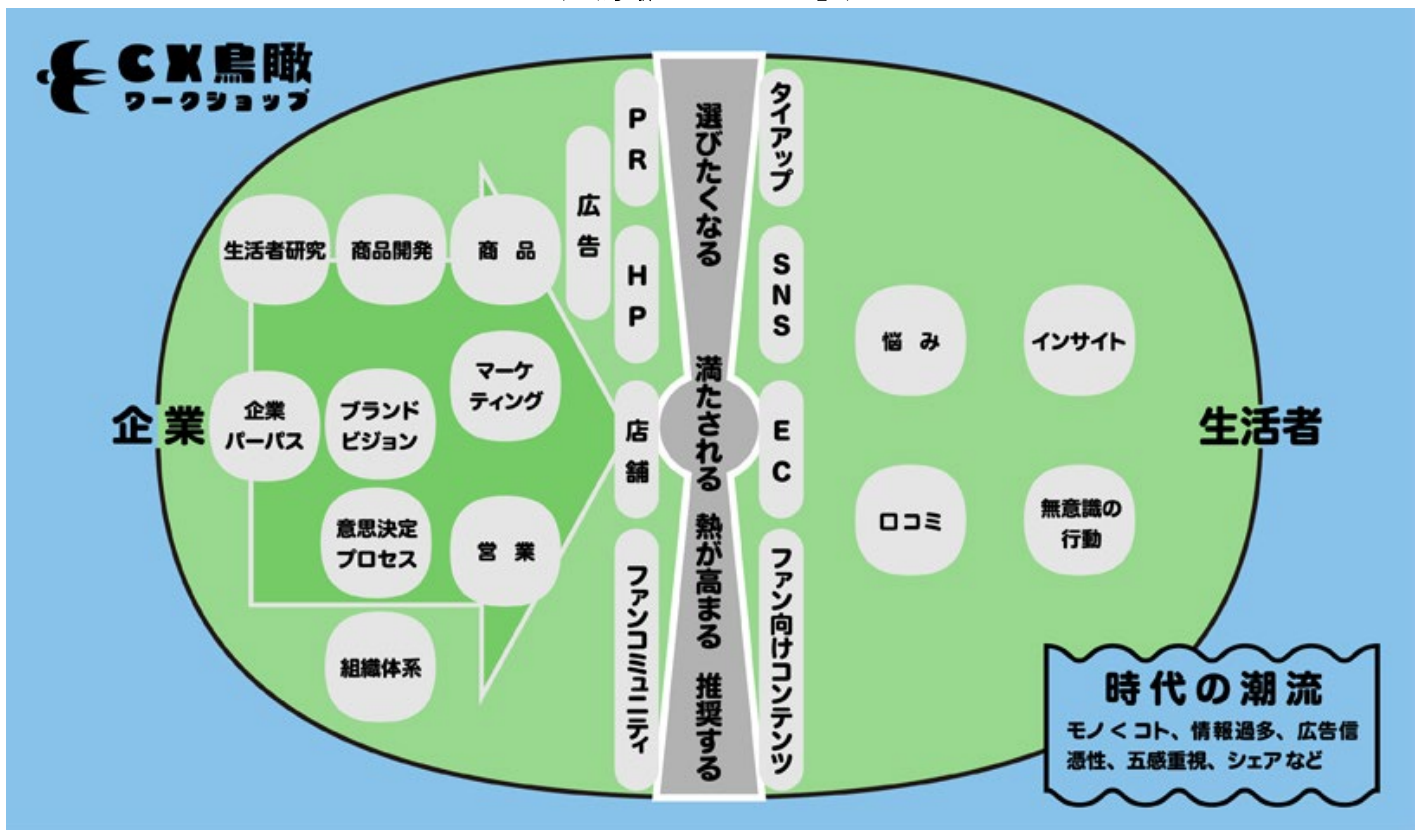 CX鳥瞰
ワークショップ
企業
生活者研究
商品開発
商品
広告
マーケ
ティング
企業
パーパス
ブランド
ビジョン
意思決定
プロセス
営業
組織体系
PR
HP
店舗
ファンコミュニティ
選びたくなる
満たされる
熱が高まる
推奨する
タイアップ
SNS
EC
ファン向けコンテンツ
悩み
インサイト
口コミ
無意識の
行動
生活者
時代の潮流
モノ<コト、情報過多、広告信
憑性、五感重視、シェアなど